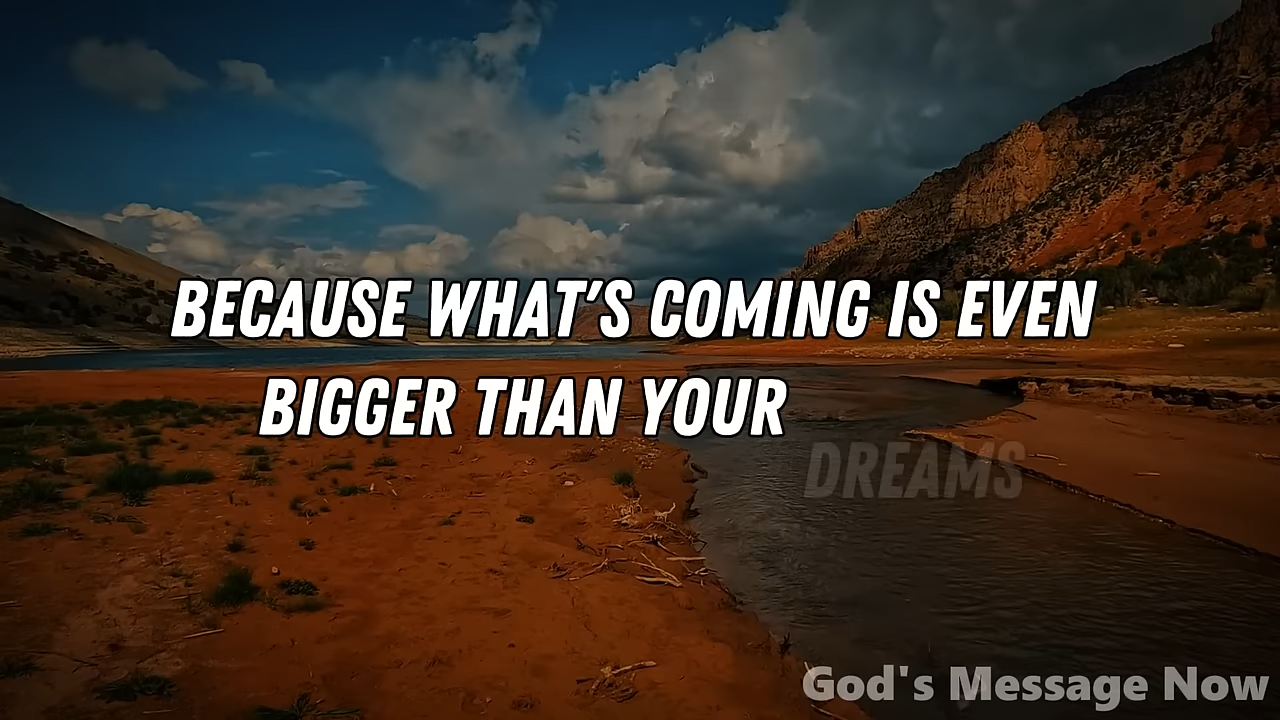 BECAUSE WHAT'S COMING IS EVEN
BIGGER THAN YOUR
DREAMS
God's Message Now